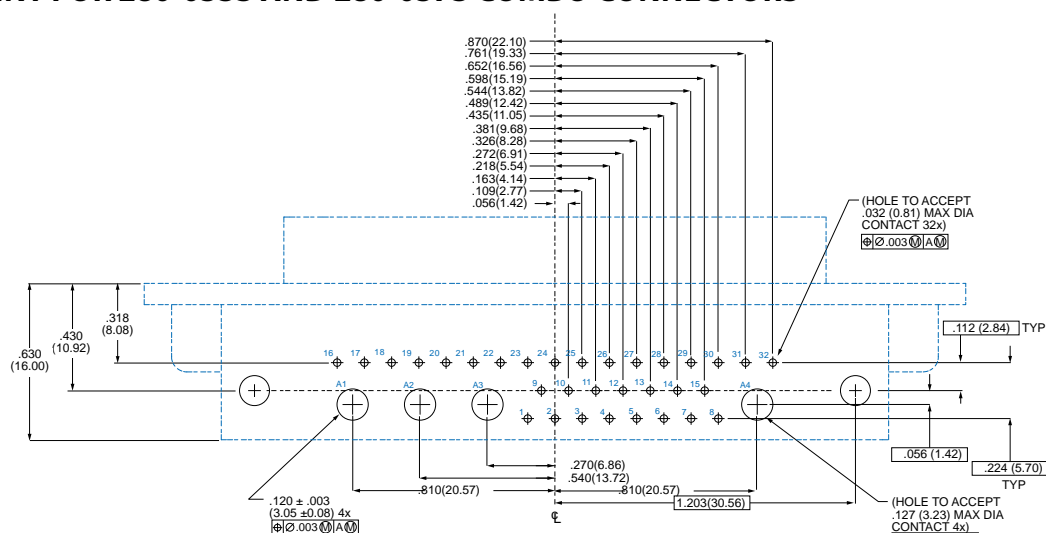 .870(22.10)
.761(19.33)
.652(16.56)
.598(15.19)
.544(13.82)
.489(12.42)
.435(11.05)
.381(9.68)
.326(8.28)
.272(6.91)
.218(5.54)
.163(4.14)
.109(2.77)
.056(1.42)
(HOLE TO ACCEPT
.032 (0.81) MAX DIA
CONTACT 32x)
⌖ Ø.003 Ⓜ A Ⓜ
.318
(8.08)
.430
(10.92)
.630
(16.00)
.112 (2.84) TYP
16 17 18 19 20 21 22 23 24 25 26 27 28 29 30 31 32
A1 A2 A3 9 10 11 12 13 14 15 A4
1 2 3 4 5 6 7 8
.056 (1.42)
.224 (5.70)
TYP
.270(6.86)
.540(13.72)
.810(20.57) .810(20.57)
1.203(30.56)
.120 ± .003
(3.05 ±0.08) 4x
⌖ Ø.003 Ⓜ A Ⓜ
℄
(HOLE TO ACCEPT
.127 (3.23) MAX DIA
CONTACT 4x)